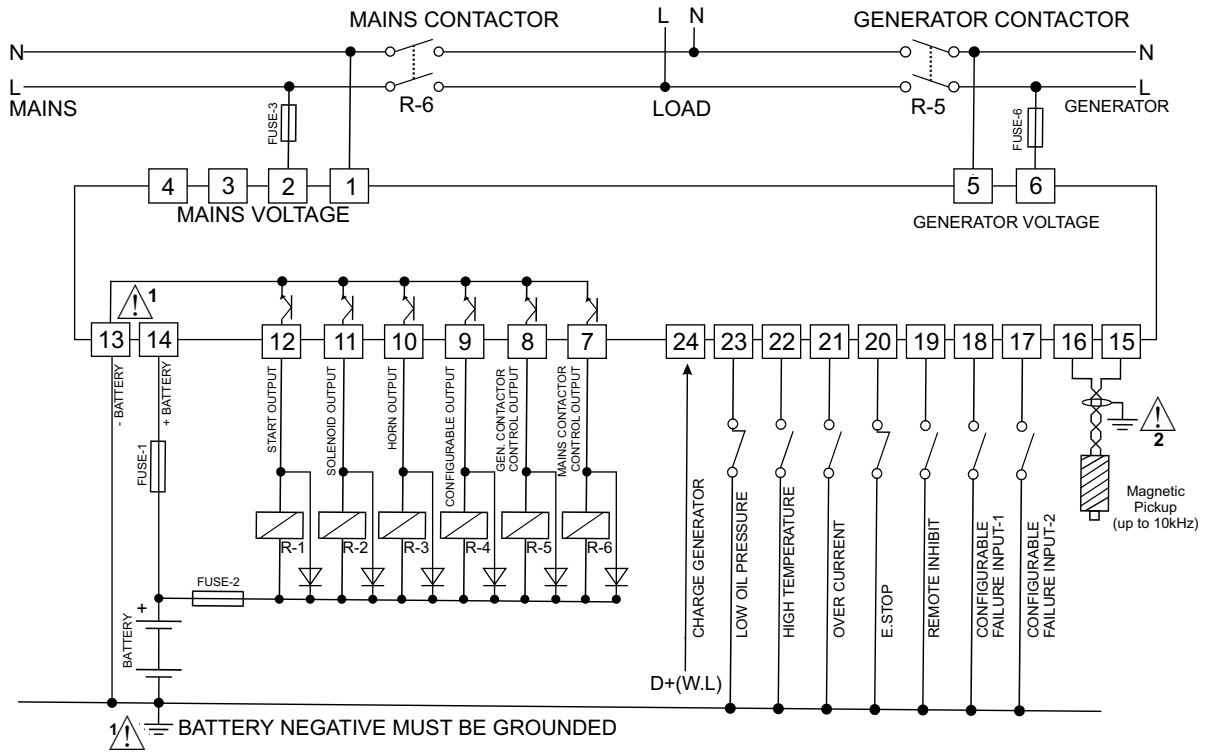 MAINS CONTACTOR
L N
GENERATOR CONTACTOR
N
N
L
L
MAINS
R-6
LOAD
R-5
GENERATOR
FUSE-3
FUSE-6
4 3 2 1
5 6
MAINS VOLTAGE
GENERATOR VOLTAGE
! 1
13 14 12 11 10 9 8 7 24 23 22 21 20 19 18 17 16 15
- BATTERY
+ BATTERY
START OUTPUT
SOLENOID OUTPUT
HORN OUTPUT
CONFIGURABLE OUTPUT
GEN. CONTACTOR
CONTROL OUTPUT
MAINS CONTACTOR
CONTROL OUTPUT
! 2
FUSE-1
R-1 R-2 R-3 R-4 R-5 R-6
FUSE-2
+
BATTERY
CHARGE GENERATOR
LOW OIL PRESSURE
HIGH TEMPERATURE
OVER CURRENT
E.STOP
REMOTE INHIBIT
CONFIGURABLE
FAILURE INPUT-1
CONFIGURABLE
FAILURE INPUT-2
Magnetic
Pickup
(up to 10kHz)
D+(W.L)
1 ! BATTERY NEGATIVE MUST BE GROUNDED